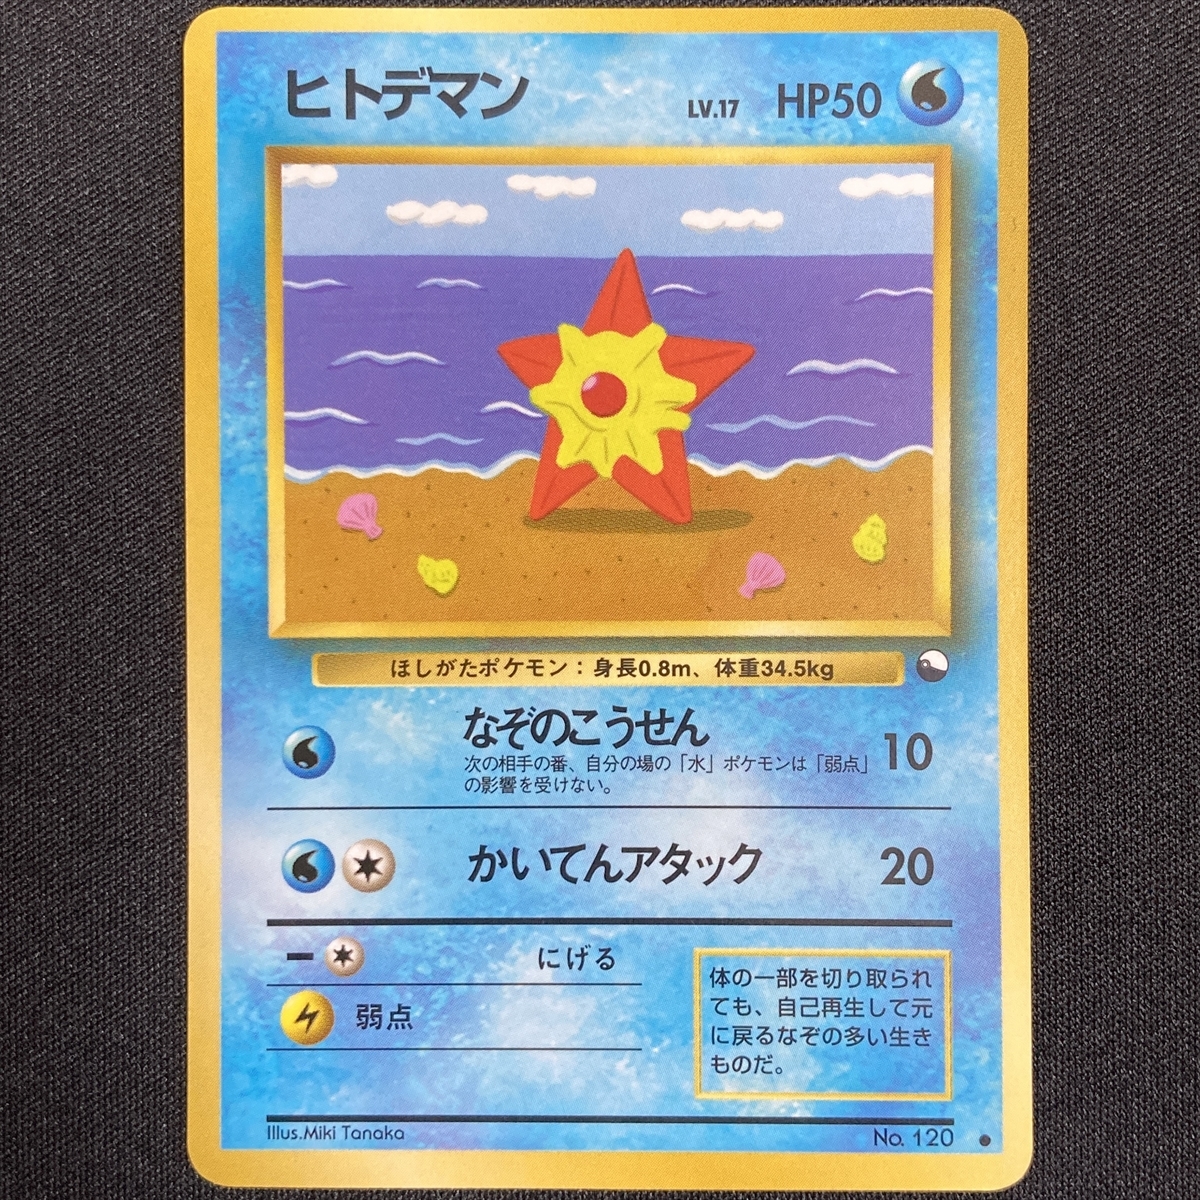 ヒトデマン LV.17 HP50
ほしがたポケモン：身長0.8m、体重34.5kg
なぞのこうせん 10
次の相手の番、自分の場の「水」ポケモンは「弱点」
の影響を受けない。
かいてんアタック 20
ー にげる
弱点
体の一部を切り取られ
ても、自己再生して元
に戻るなぞの多い生き
ものだ。
Illus.Miki Tanaka No. 120